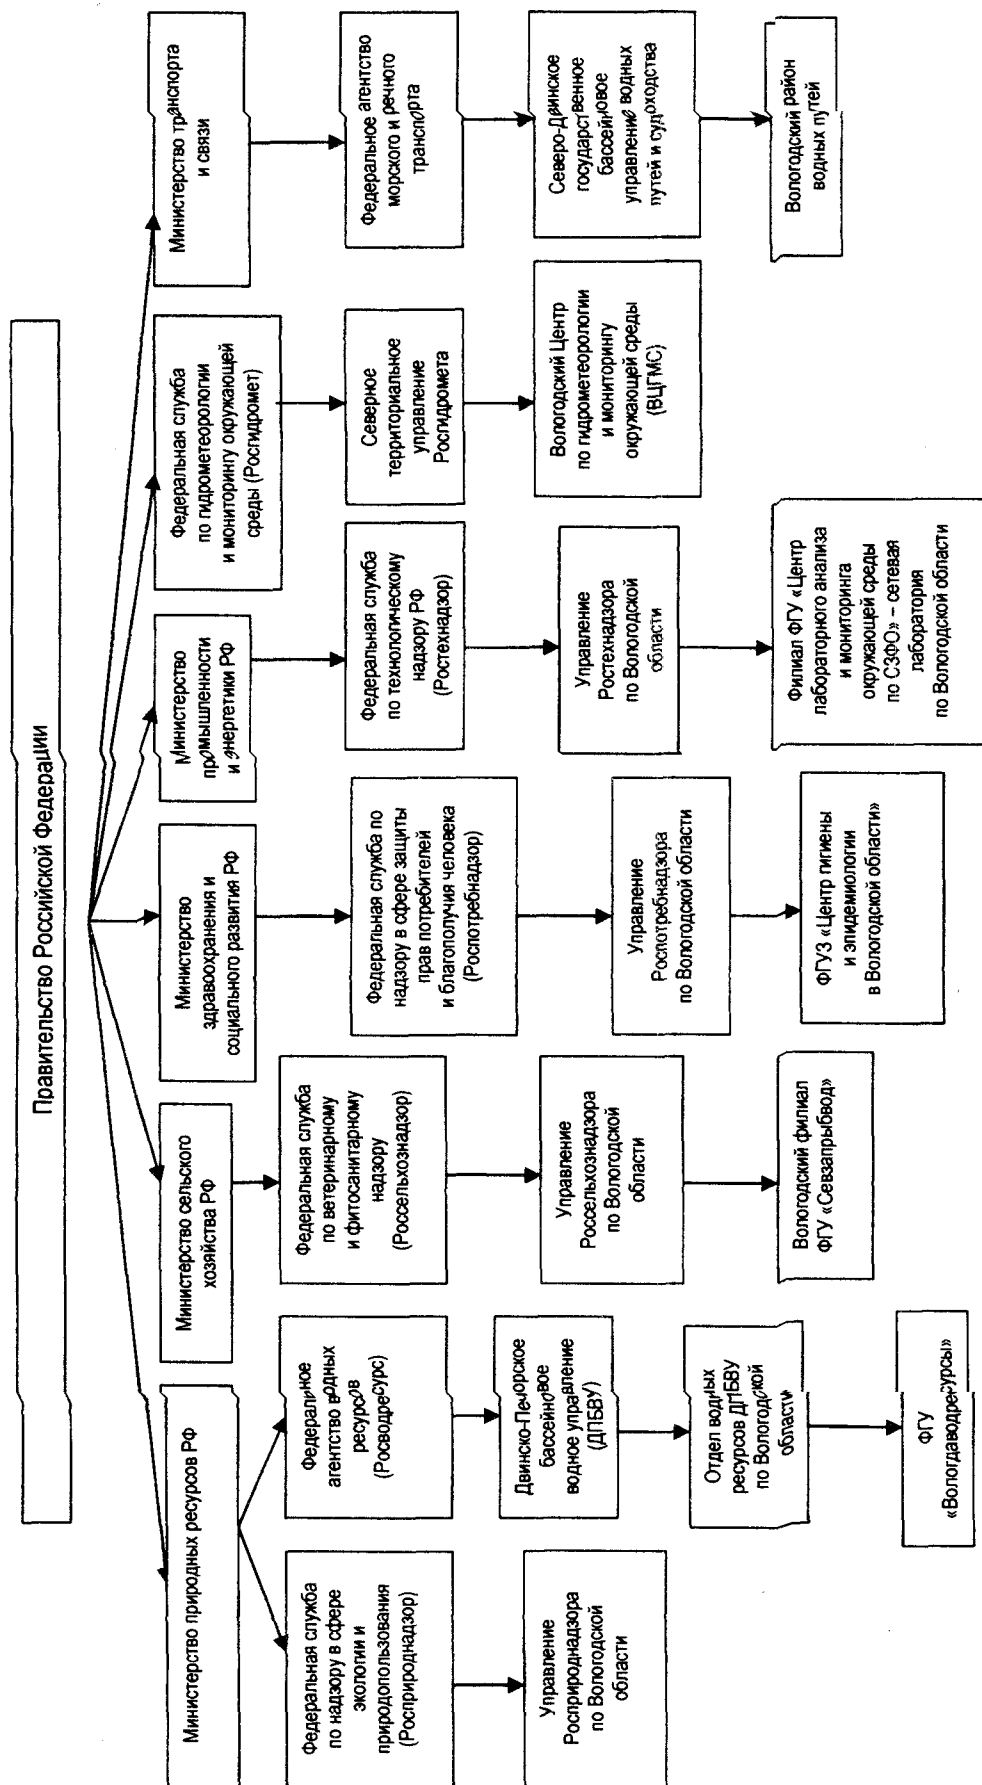 Правительство Российской Федерации
Министерство природных ресурсов РФ
Министерство сельского
хозяйства РФ
Министерство
здравоохранения и
социального развития РФ
Министерство
промышленности
и энергетики РФ
Федеральная служба
по гидрометеорологии
и мониторингу окружающей
среды (Росгидромет)
Министерство транспорта
и связи
Федеральная служба
по надзору в сфере
экологии и
природопользования
(Росприроднадзор)
Федеральное
агентство водных
ресурсов
(Росводресурс)
Федеральная служба
по ветеринарному
и фитосанитарному
надзору
(Россельхознадзор)
Федеральная служба по
надзору в сфере защиты
прав потребителей
и благополучия человека
(Роспотребнадзор)
Федеральная служба
по технологическому
надзору РФ
(Ростехнадзор)
Северное
территориальное
управление
Росгидромета
Федеральное агентство
морского и речного
транспорта
Управление
Росприроднадзора
по Вологодской
области
Двинско-Печорское
бассейновое
водное управление
(ДПБВУ)
Управление
Россельхознадзора
по Вологодской
области
Управление
Роспотребнадзора
по Вологодской области
Управление
Ростехнадзора
по Вологодской
области
Вологодский Центр
по гидрометеорологии
и мониторингу
окружающей среды
(ВЦГМС)
Северо-Двинское
государственное
бассейновое
управление водных
путей и судоходства
Отдел водных
ресурсов ДПБВУ
по Вологодской
области
Вологодский филиал
ФГУ «Севзапрыбвод»
ФГУЗ «Центр гигиены
и эпидемиологии
в Вологодской области»
Филиал ФГУ «Центр
лабораторного анализа
и мониторинга
окружающей среды
по СЗФО» – сетевая
лаборатория
по Вологодской области
Вологодский район
водных путей
ФГУ
«Вологдаводресурсы»